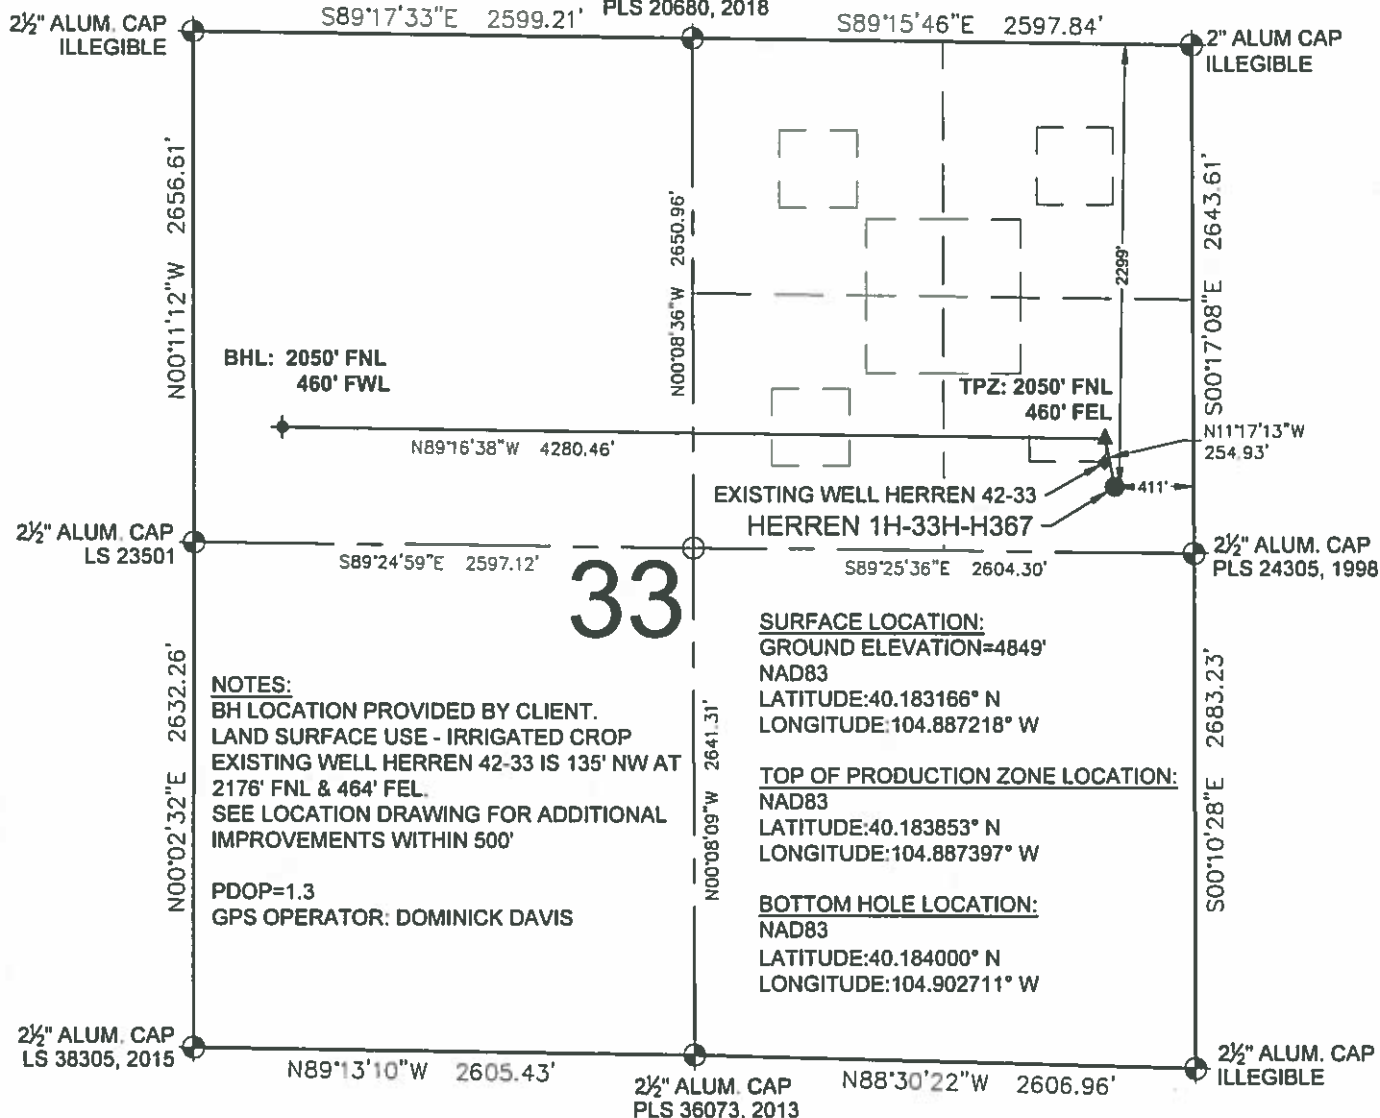 PLS 20680, 2018
S89°17'33"E 2599.21'
S89°15'46"E 2597.84'
2½" ALUM. CAP
ILLEGIBLE
2" ALUM CAP
ILLEGIBLE
N00°11'12"W 2656.61'
N00°08'36"W 2650.96'
2299'
S00°17'08"E 2643.61'
BHL: 2050' FNL
460' FWL
TPZ: 2050' FNL
460' FEL
N89°16'38"W 4280.46'
N11°17'13"W
254.93'
411'
EXISTING WELL HERREN 42-33
HERREN 1H-33H-H367
2½" ALUM. CAP
LS 23501
S89°24'59"E 2597.12'
S89°25'36"E 2604.30'
2½" ALUM. CAP
PLS 24305, 1998
33
N00°02'32"E 2632.26'
NOTES:
BH LOCATION PROVIDED BY CLIENT.
LAND SURFACE USE - IRRIGATED CROP
EXISTING WELL HERREN 42-33 IS 135' NW AT
2176' FNL & 464' FEL.
SEE LOCATION DRAWING FOR ADDITIONAL
IMPROVEMENTS WITHIN 500'
PDOP=1.3
GPS OPERATOR: DOMINICK DAVIS
N00°08'09"W 2641.31'
SURFACE LOCATION:
GROUND ELEVATION=4849'
NAD83
LATITUDE:40.183166° N
LONGITUDE:104.887218° W
TOP OF PRODUCTION ZONE LOCATION:
NAD83
LATITUDE:40.183853° N
LONGITUDE:104.887397° W
BOTTOM HOLE LOCATION:
NAD83
LATITUDE:40.184000° N
LONGITUDE:104.902711° W
S00°10'28"E 2683.23'
2½" ALUM. CAP
LS 38305, 2015
N89°13'10"W 2605.43'
2½" ALUM. CAP
PLS 36073, 2013
N88°30'22"W 2606.96'
2½" ALUM. CAP
ILLEGIBLE